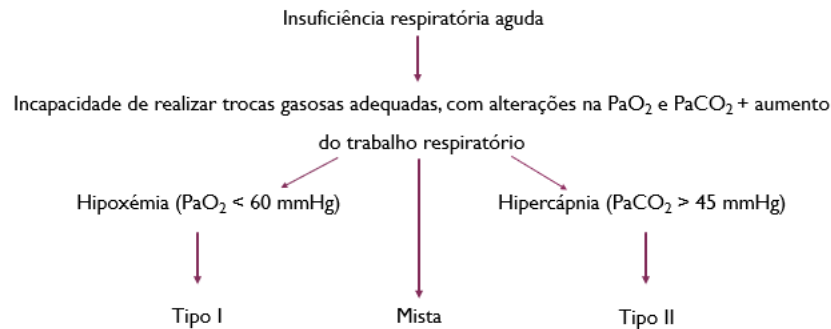 Insuficiência respiratória aguda
Incapacidade de realizar trocas gasosas adequadas, com alterações na PaO₂ e PaCO₂ + aumento
do trabalho respiratório
Hipoxémia (PaO₂ < 60 mmHg)
Hipercápnia (PaCO₂ > 45 mmHg)
Tipo I
Mista
Tipo II